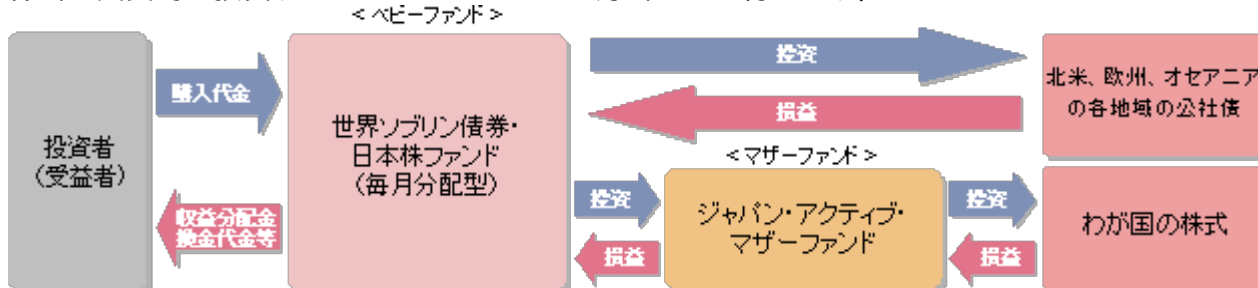 ＜ベビーファンド＞
投資者
（受益者）
購入代金
収益分配金
換金代金等
世界ソブリン債券・
日本株ファンド
（毎月分配型）
投資
損益
北米、欧州、オセアニア
の各地域の公社債
＜マザーファンド＞
投資
損益
ジャパン・アクティブ・
マザーファンド
投資
損益
わが国の株式